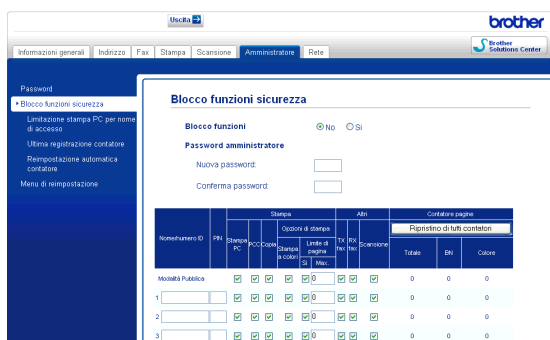 Uscita
brother
Brother
Solutions Center
Informazioni generali Indirizzo Fax Stampa Scansione Amministratore Rete
Password
Blocco funzioni sicurezza
Limitazione stampa PC per nome
di accesso
Ultima registrazione contatore
Reimpostazione automatica
contatore
Menu di reimpostazione
Blocco funzioni sicurezza
Blocco funzioni No Sì
Password amministratore
Nuova password:
Conferma password:
Stampa Altri Contatore pagine
Nome/numero ID PIN Stampa PC PCC Copia Opzioni di stampa TX fax RX fax Scansione Ripristino di tutti contatori
Stampa a colori Limite di pagina Totale BN Colore
Sì Max.
Modalità Pubblica 0 0 0 0
1 0 0 0 0
2 0 0 0 0
3 0 0 0 0